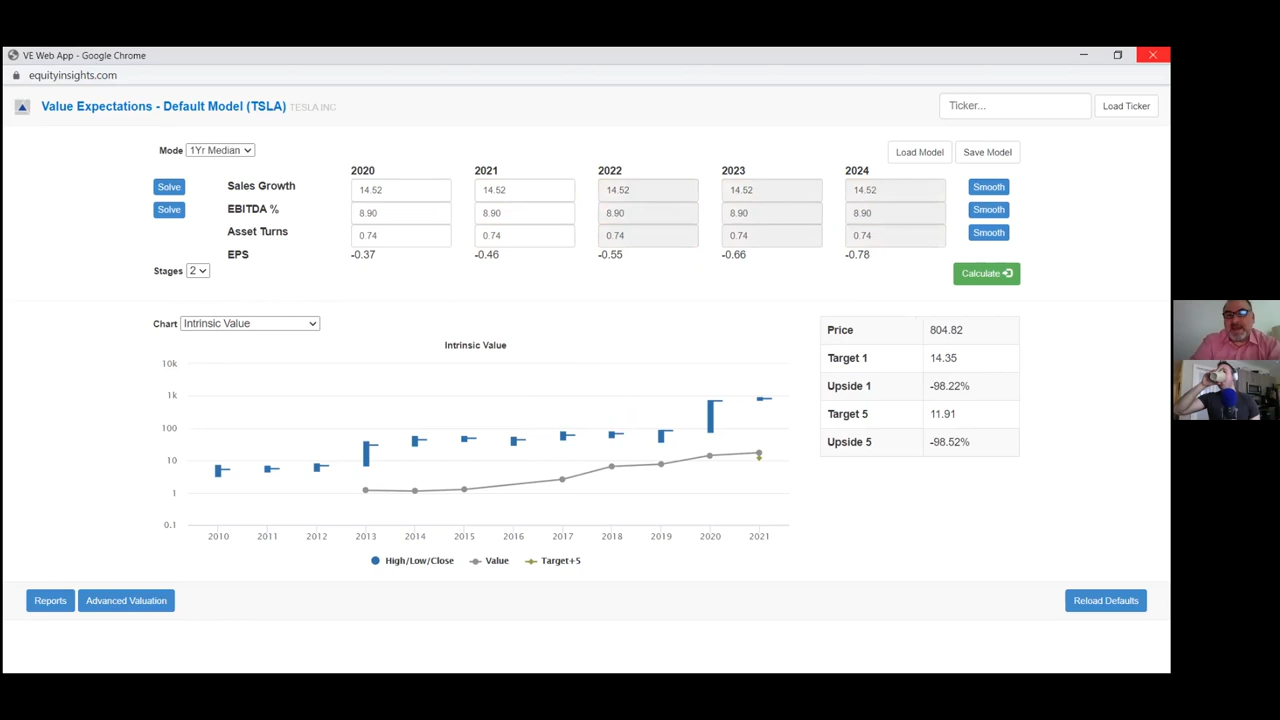 VE Web App - Google Chrome
equityinsights.com
Value Expectations - Default Model (TSLA) TESLA INC
Ticker...
Load Ticker
Mode 1Yr Median
Load Model
Save Model
2020 2021 2022 2023 2024
Solve Sales Growth 14.52 14.52 14.52 14.52 14.52 Smooth
Solve EBITDA % 8.90 8.90 8.90 8.90 8.90 Smooth
Asset Turns 0.74 0.74 0.74 0.74 0.74 Smooth
EPS -0.37 -0.46 -0.55 -0.66 -0.78
Stages 2
Calculate
Chart Intrinsic Value
Intrinsic Value
10k
1k
100
10
1
0.1
2010 2011 2012 2013 2014 2015 2016 2017 2018 2019 2020 2021
High/Low/Close Value Target+5
Price 804.82
Target 1 14.35
Upside 1 -98.22%
Target 5 11.91
Upside 5 -98.52%
Reports
Advanced Valuation
Reload Defaults